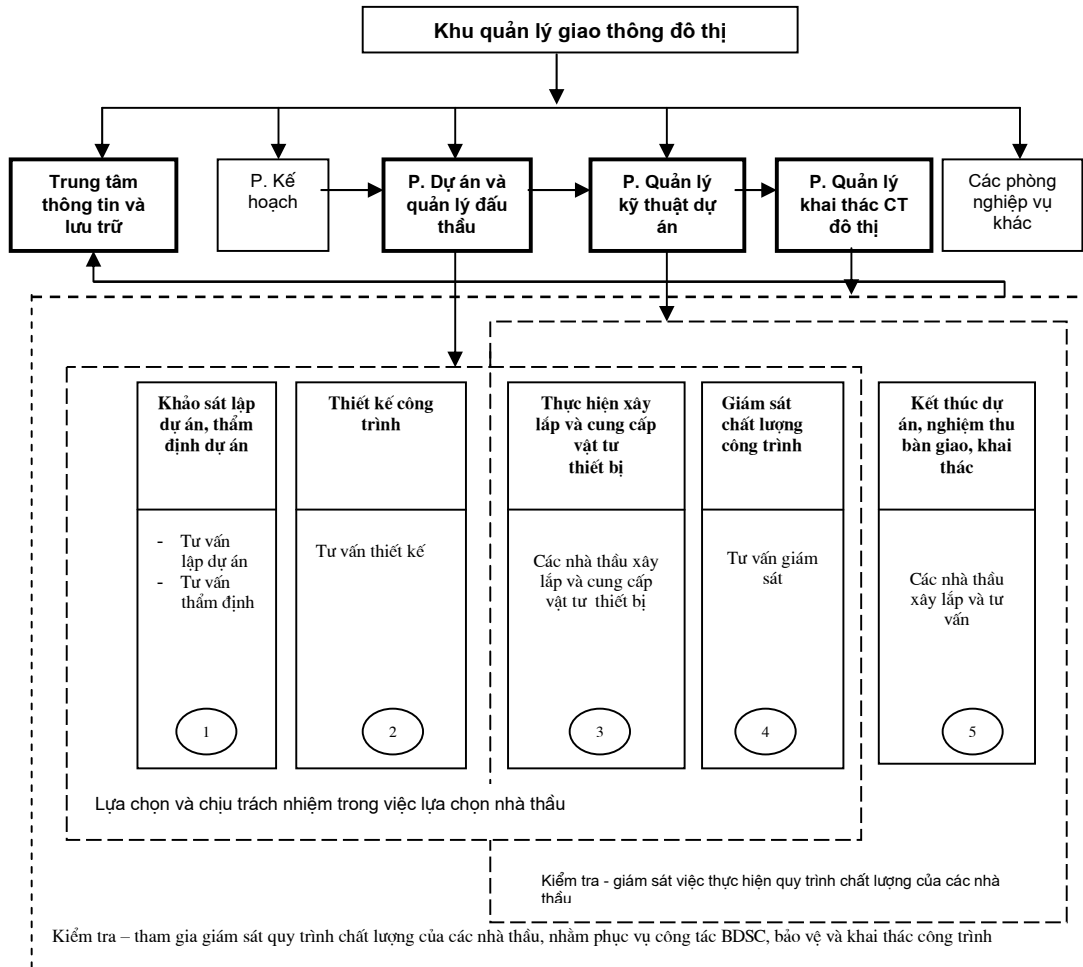 Khu quản lý giao thông đô thị
Trung tâm
thông tin và
lưu trữ
P. Kế
hoạch
P. Dự án và
quản lý đấu
thầu
P. Quản lý
kỹ thuật dự
án
P. Quản lý
khai thác CT
đô thị
Các phòng
nghiệp vụ
khác
Khảo sát lập
dự án, thẩm
định dự án
Thiết kế công
trình
Thực hiện xây
lắp và cung cấp
vật tư
thiết bị
Giám sát
chất lượng
công trình
Kết thúc dự
án, nghiệm thu
bàn giao, khai
thác
- Tư vấn
lập dự án
- Tư vấn
thẩm định
Tư vấn thiết kế
Các nhà thầu xây
lắp và cung cấp
vật tư thiết bị
Tư vấn giám
sát
Các nhà thầu
xây lắp và tư
vấn
1
2
3
4
5
Lựa chọn và chịu trách nhiệm trong việc lựa chọn nhà thầu
Kiểm tra - giám sát việc thực hiện quy trình chất lượng của các nhà
thầu
Kiểm tra – tham gia giám sát quy trình chất lượng của các nhà thầu, nhằm phục vụ công tác BDSC, bảo vệ và khai thác công trình